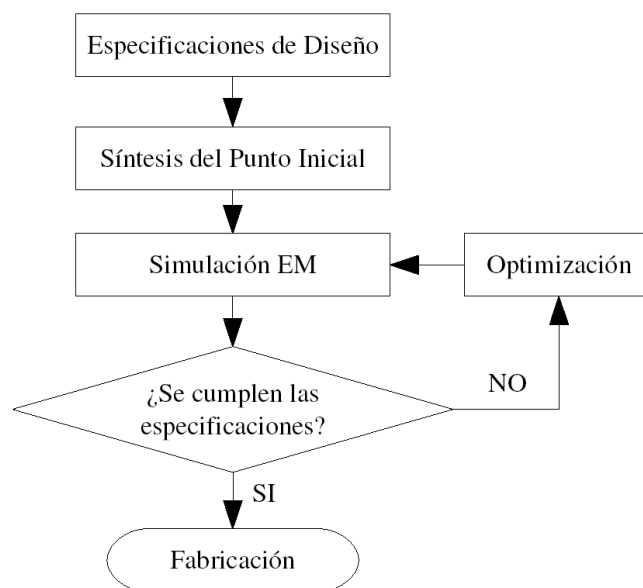 Especificaciones de Diseño
Síntesis del Punto Inicial
Simulación EM
Optimización
¿Se cumplen las
especificaciones?
NO
SI
Fabricación